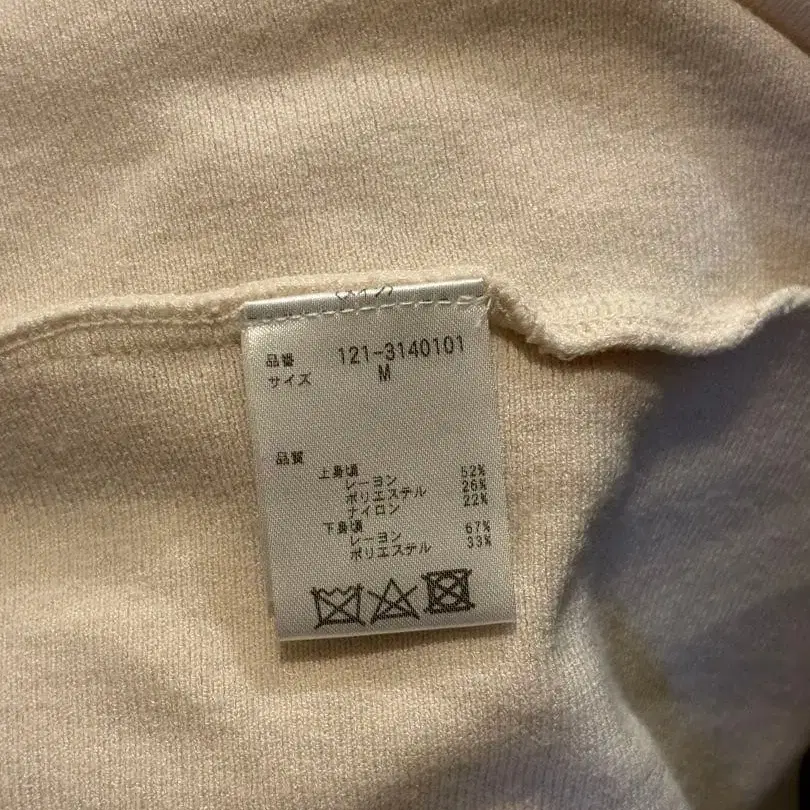 品番 121-3140101
サイズ M
品質
上身頃
レーヨン 52%
ポリエステル 26%
ナイロン 22%
下身頃
レーヨン 67%
ポリエステル 33%